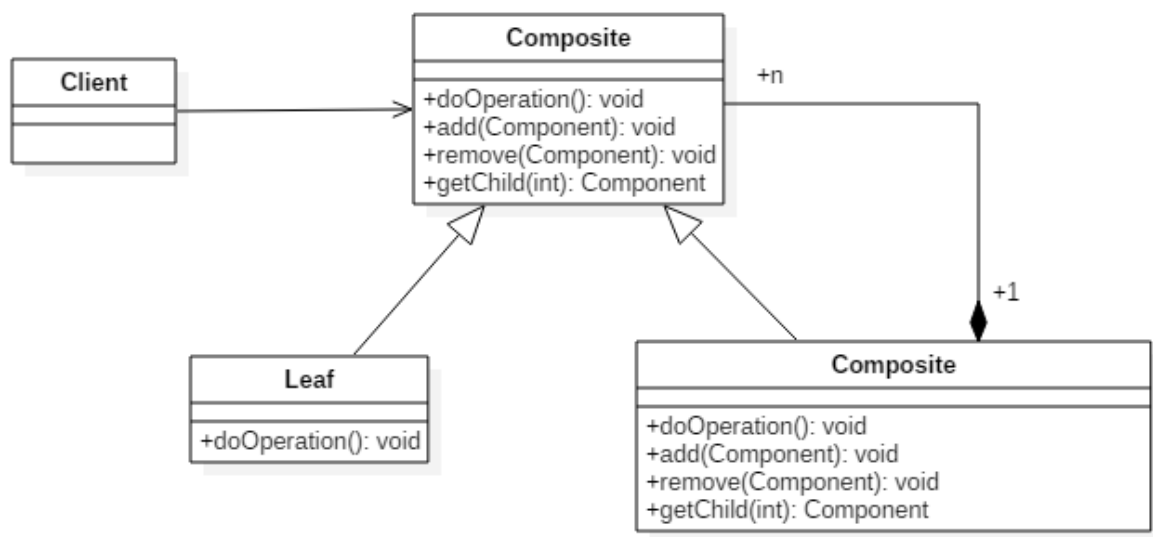 Client
Composite
+doOperation(): void
+add(Component): void
+remove(Component): void
+getChild(int): Component
+n
+1
Leaf
+doOperation(): void
Composite
+doOperation(): void
+add(Component): void
+remove(Component): void
+getChild(int): Component